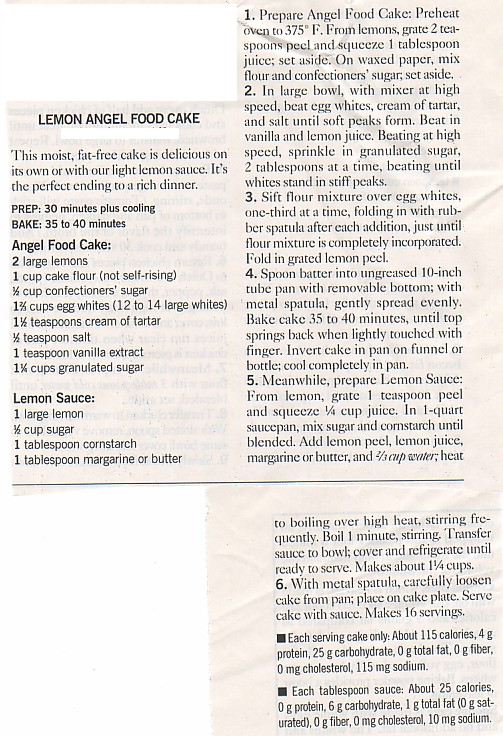 LEMON ANGEL FOOD CAKE
This moist, fat-free cake is delicious on
its own or with our light lemon sauce. It's
the perfect ending to a rich dinner.
PREP: 30 minutes plus cooling
BAKE: 35 to 40 minutes
Angel Food Cake:
2 large lemons
1 cup cake flour (not self-rising)
½ cup confectioners' sugar
1⅔ cups egg whites (12 to 14 large whites)
1½ teaspoons cream of tartar
½ teaspoon salt
1 teaspoon vanilla extract
1¼ cups granulated sugar
Lemon Sauce:
1 large lemon
½ cup sugar
1 tablespoon cornstarch
1 tablespoon margarine or butter
1. Prepare Angel Food Cake: Preheat
oven to 375° F. From lemons, grate 2 tea-
spoons peel and squeeze 1 tablespoon
juice; set aside. On waxed paper, mix
flour and confectioners' sugar; set aside.
2. In large bowl, with mixer at high
speed, beat egg whites, cream of tartar,
and salt until soft peaks form. Beat in
vanilla and lemon juice. Beating at high
speed, sprinkle in granulated sugar,
2 tablespoons at a time, beating until
whites stand in stiff peaks.
3. Sift flour mixture over egg whites,
one-third at a time, folding in with rub-
ber spatula after each addition, just until
flour mixture is completely incorporated.
Fold in grated lemon peel.
4. Spoon batter into ungreased 10-inch
tube pan with removable bottom; with
metal spatula, gently spread evenly.
Bake cake 35 to 40 minutes, until top
springs back when lightly touched with
finger. Invert cake in pan on funnel or
bottle; cool completely in pan.
5. Meanwhile, prepare Lemon Sauce:
From lemon, grate 1 teaspoon peel
and squeeze ¼ cup juice. In 1-quart
saucepan, mix sugar and cornstarch until
blended. Add lemon peel, lemon juice,
margarine or butter, and ⅔ cup water; heat
to boiling over high heat, stirring fre-
quently. Boil 1 minute, stirring. Transfer
sauce to bowl; cover and refrigerate until
ready to serve. Makes about 1¼ cups.
6. With metal spatula, carefully loosen
cake from pan; place on cake plate. Serve
cake with sauce. Makes 16 servings.
■ Each serving cake only: About 115 calories, 4 g
protein, 25 g carbohydrate, 0 g total fat, 0 g fiber,
0 mg cholesterol, 115 mg sodium.
■ Each tablespoon sauce: About 25 calories,
0 g protein, 6 g carbohydrate, 1 g total fat (0 g sat-
urated), 0 g fiber, 0 mg cholesterol, 10 mg sodium.